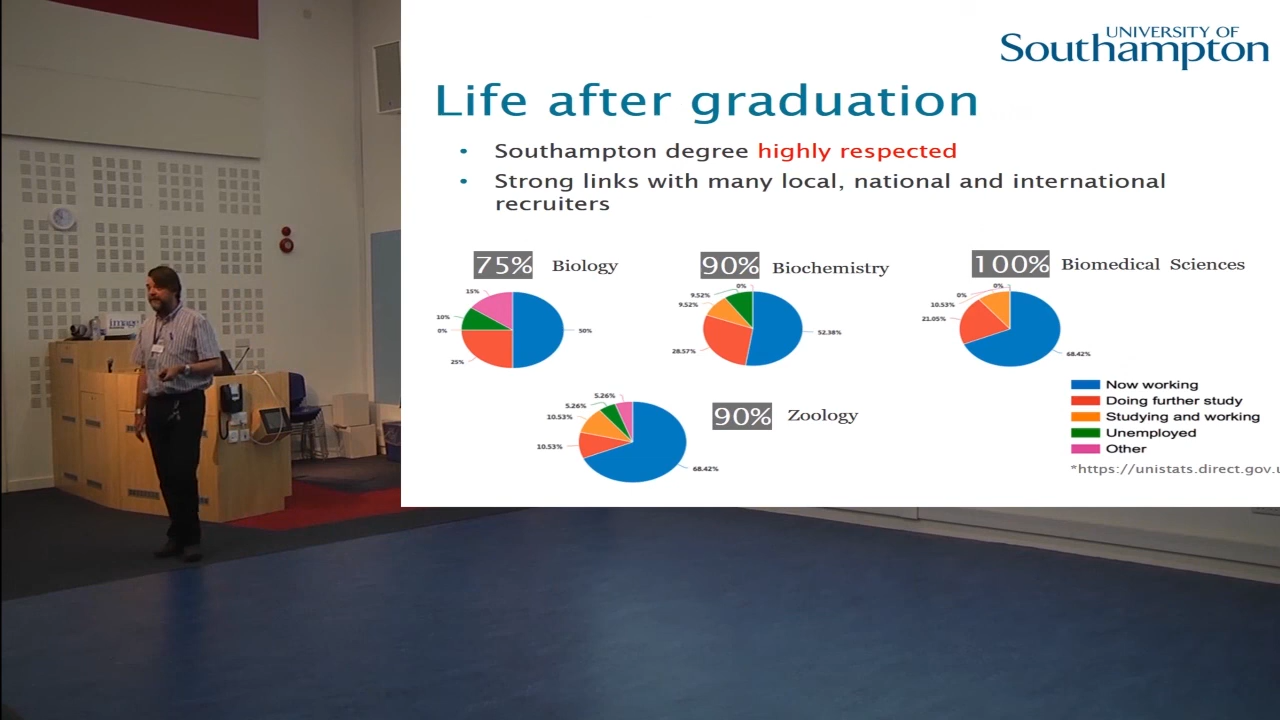 UNIVERSITY OF
Southampton
Life after graduation
• Southampton degree highly respected
• Strong links with many local, national and international
recruiters
75% Biology
15%
10%
0%
25%
50%
90% Biochemistry
0%
9.52%
9.52%
28.57%
52.38%
100% Biomedical Sciences
0%
0%
10.53%
21.05%
68.42%
90% Zoology
5.26%
5.26%
10.53%
10.53%
68.42%
Now working
Doing further study
Studying and working
Unemployed
Other
*https://unistats.direct.gov.u
image